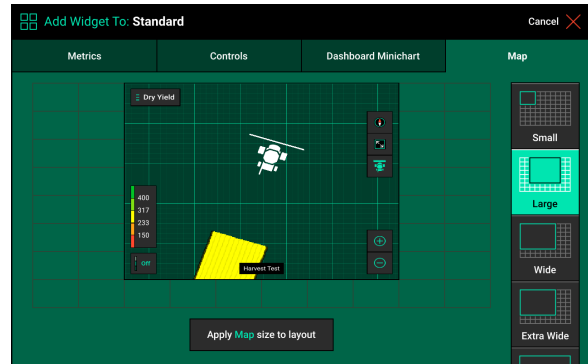 Add Widget To: Standard
Cancel
Metrics
Controls
Dashboard Minichart
Map
Dry Yield
400
317
233
150
Off
Harvest Test
Small
Large
Wide
Extra Wide
Apply Map size to layout